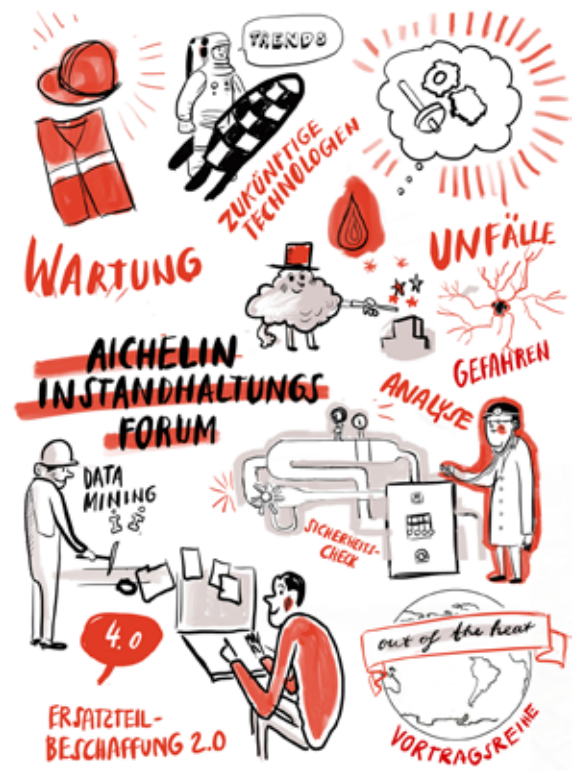 TRENDS
ZUKÜNFTIGE
TECHNOLOGIEN
WARTUNG
UNFÄLLE
GEFAHREN
AICHELIN
INSTANDHALTUNGS
FORUM
ANALYSE
DATA
MINING
SICHERHEITS-
CHECK
4.0
out of the heat
VORTRAGSREIHE
ERSATZTEIL-
BESCHAFFUNG 2.0